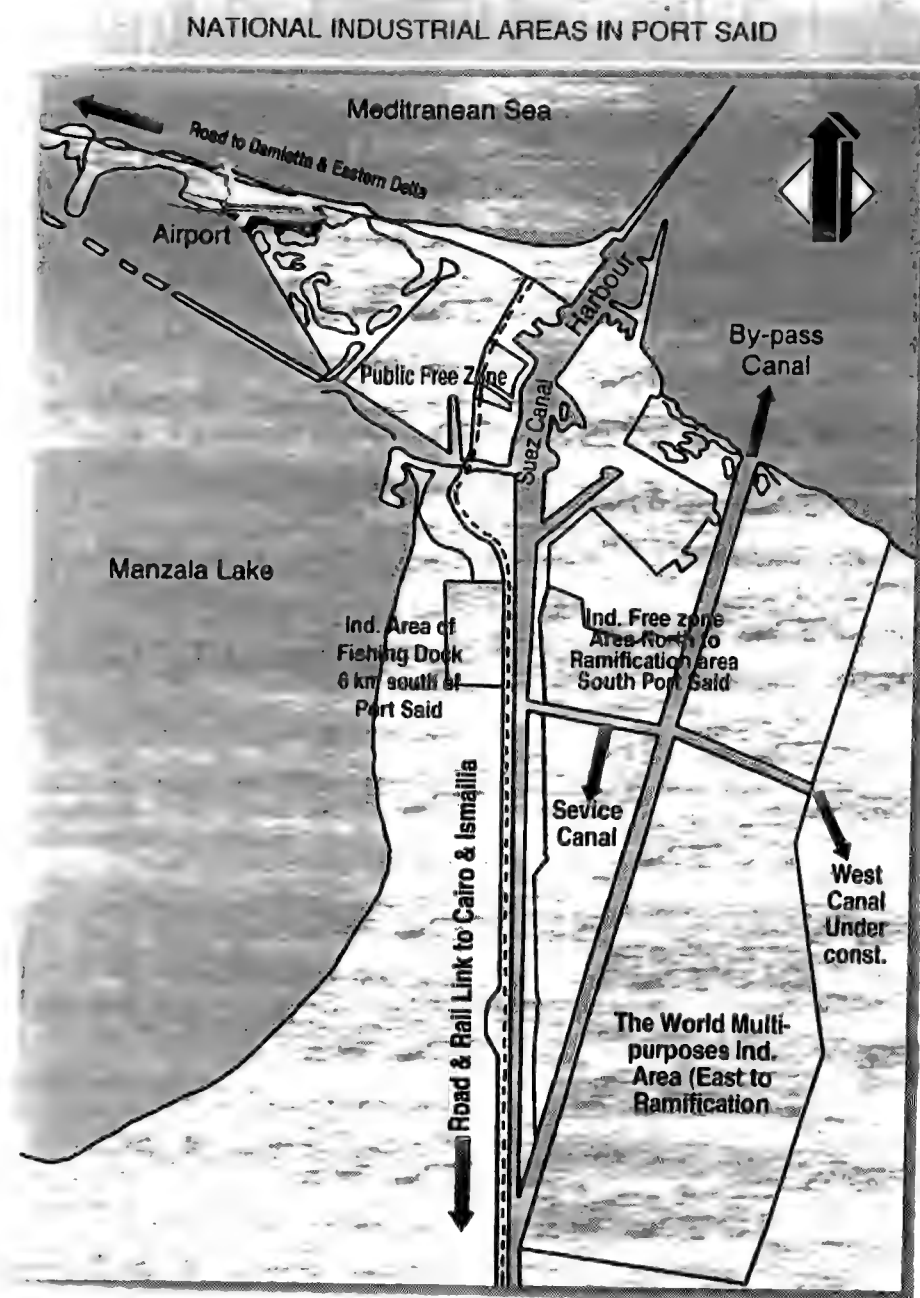 NATIONAL INDUSTRIAL AREAS IN PORT SAID
Meditranean Sea
Road to Damietta & Eastern Delta
Airport
Harbour
By-pass
Canal
Public Free Zone
Suez Canal
Manzala Lake
Ind. Area of
Fishing Dock
6 km south of
Port Said
Ind. Free zone
Area North to
Ramification area
South Port Said
Road & Rail Link to Cairo & Ismailia
Sevice
Canal
West
Canal
Under
const.
The World Multi-
purposes Ind.
Area (East to
Ramification